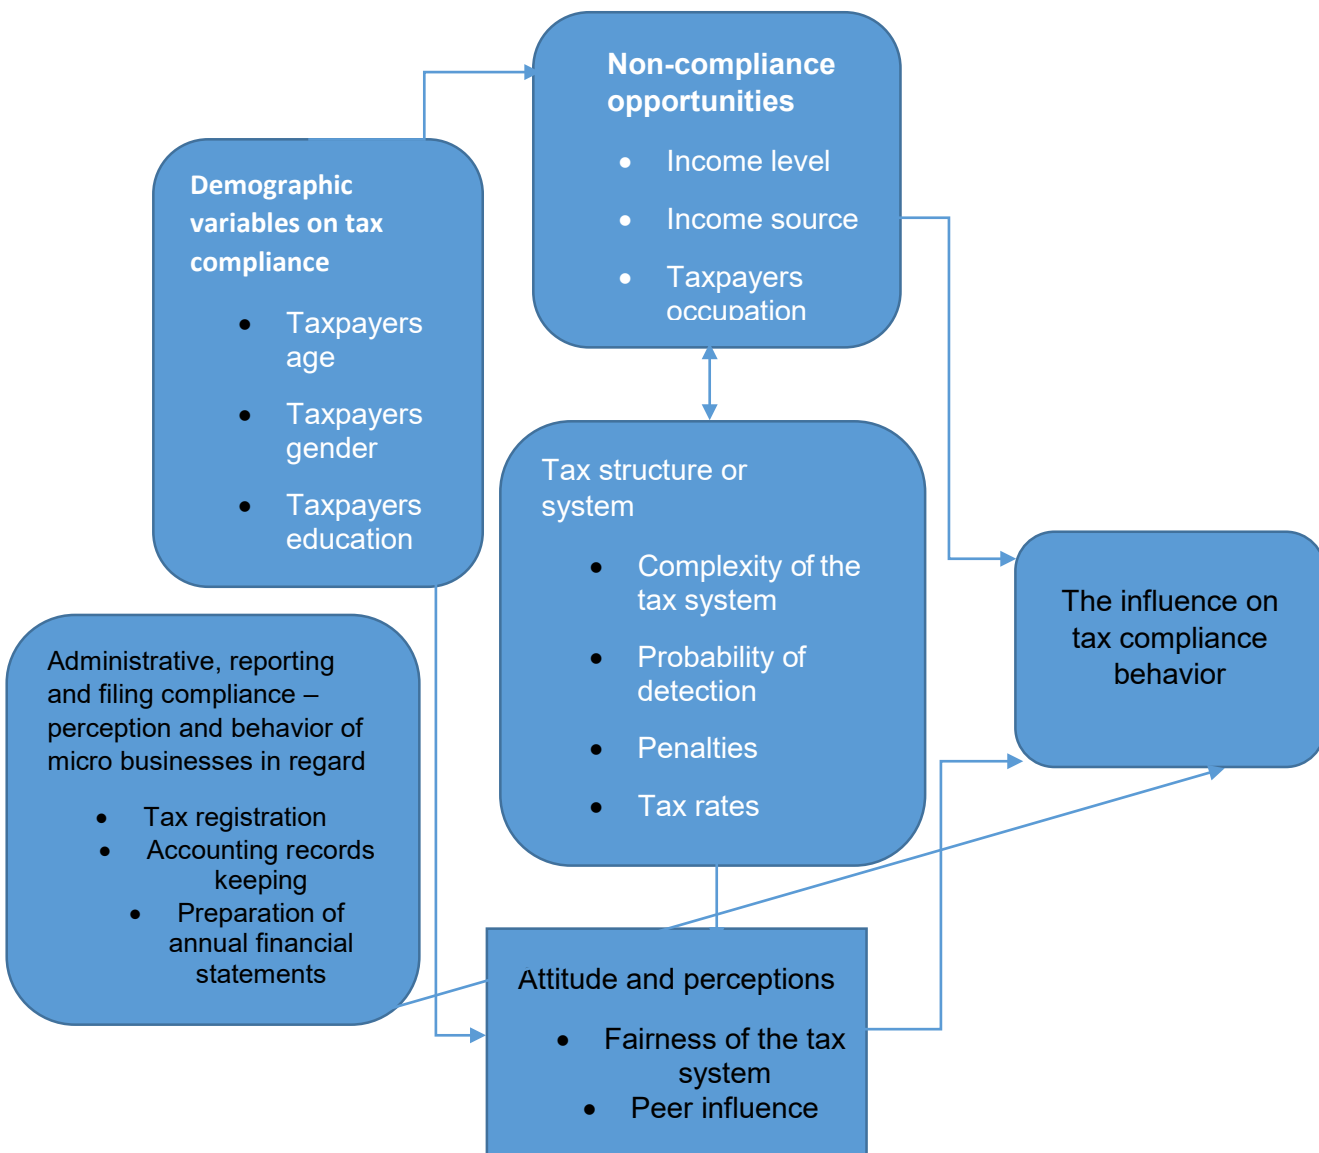 Non-compliance
opportunities
• Income level
• Income source
• Taxpayers
occupation
Demographic
variables on tax
compliance
• Taxpayers
age
• Taxpayers
gender
• Taxpayers
education
Tax structure or
system
• Complexity of the
tax system
• Probability of
detection
• Penalties
• Tax rates
The influence on
tax compliance
behavior
Administrative, reporting
and filing compliance –
perception and behavior of
micro businesses in regard
• Tax registration
• Accounting records
keeping
• Preparation of
annual financial
statements
Attitude and perceptions
• Fairness of the tax
system
• Peer influence